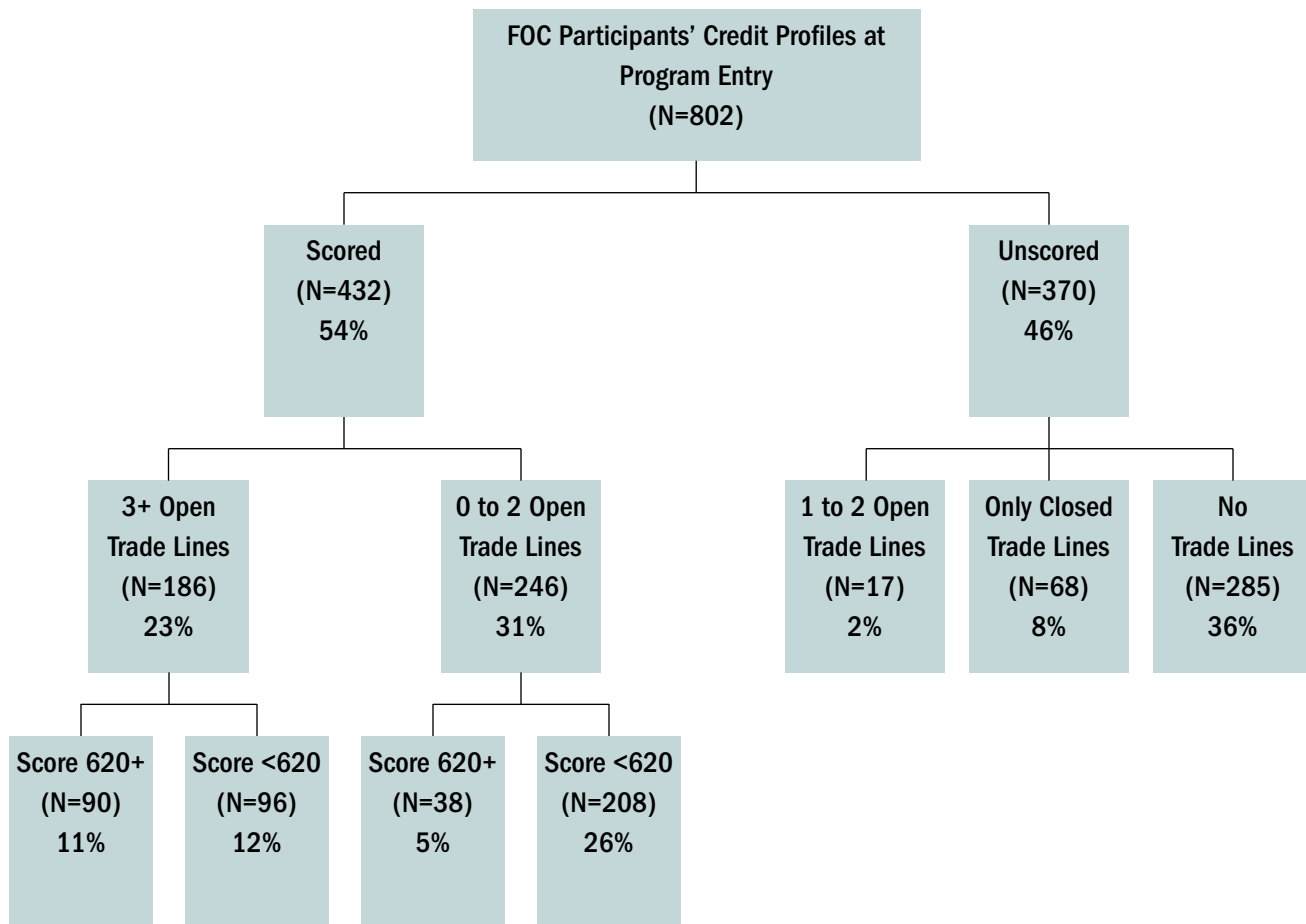 FOC Participants' Credit Profiles at
Program Entry
(N=802)
Scored
(N=432)
54%
Unscored
(N=370)
46%
3+ Open
Trade Lines
(N=186)
23%
0 to 2 Open
Trade Lines
(N=246)
31%
1 to 2 Open
Trade Lines
(N=17)
2%
Only Closed
Trade Lines
(N=68)
8%
No
Trade Lines
(N=285)
36%
Score 620+
(N=90)
11%
Score <620
(N=96)
12%
Score 620+
(N=38)
5%
Score <620
(N=208)
26%